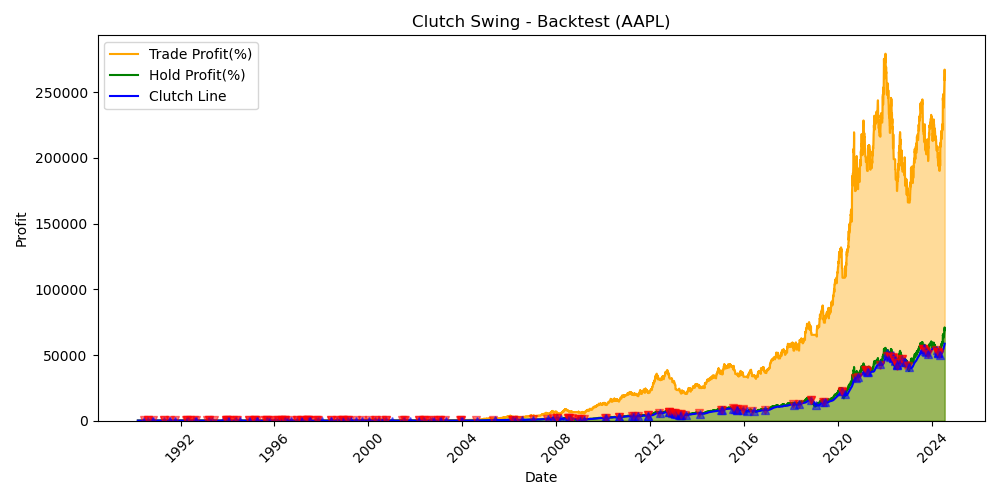 Clutch Swing - Backtest (AAPL)
Trade Profit(%)
Hold Profit(%)
Clutch Line
Profit
250000
200000
150000
100000
50000
0
1992
1996
2000
2004
2008
2012
2016
2020
2024
Date